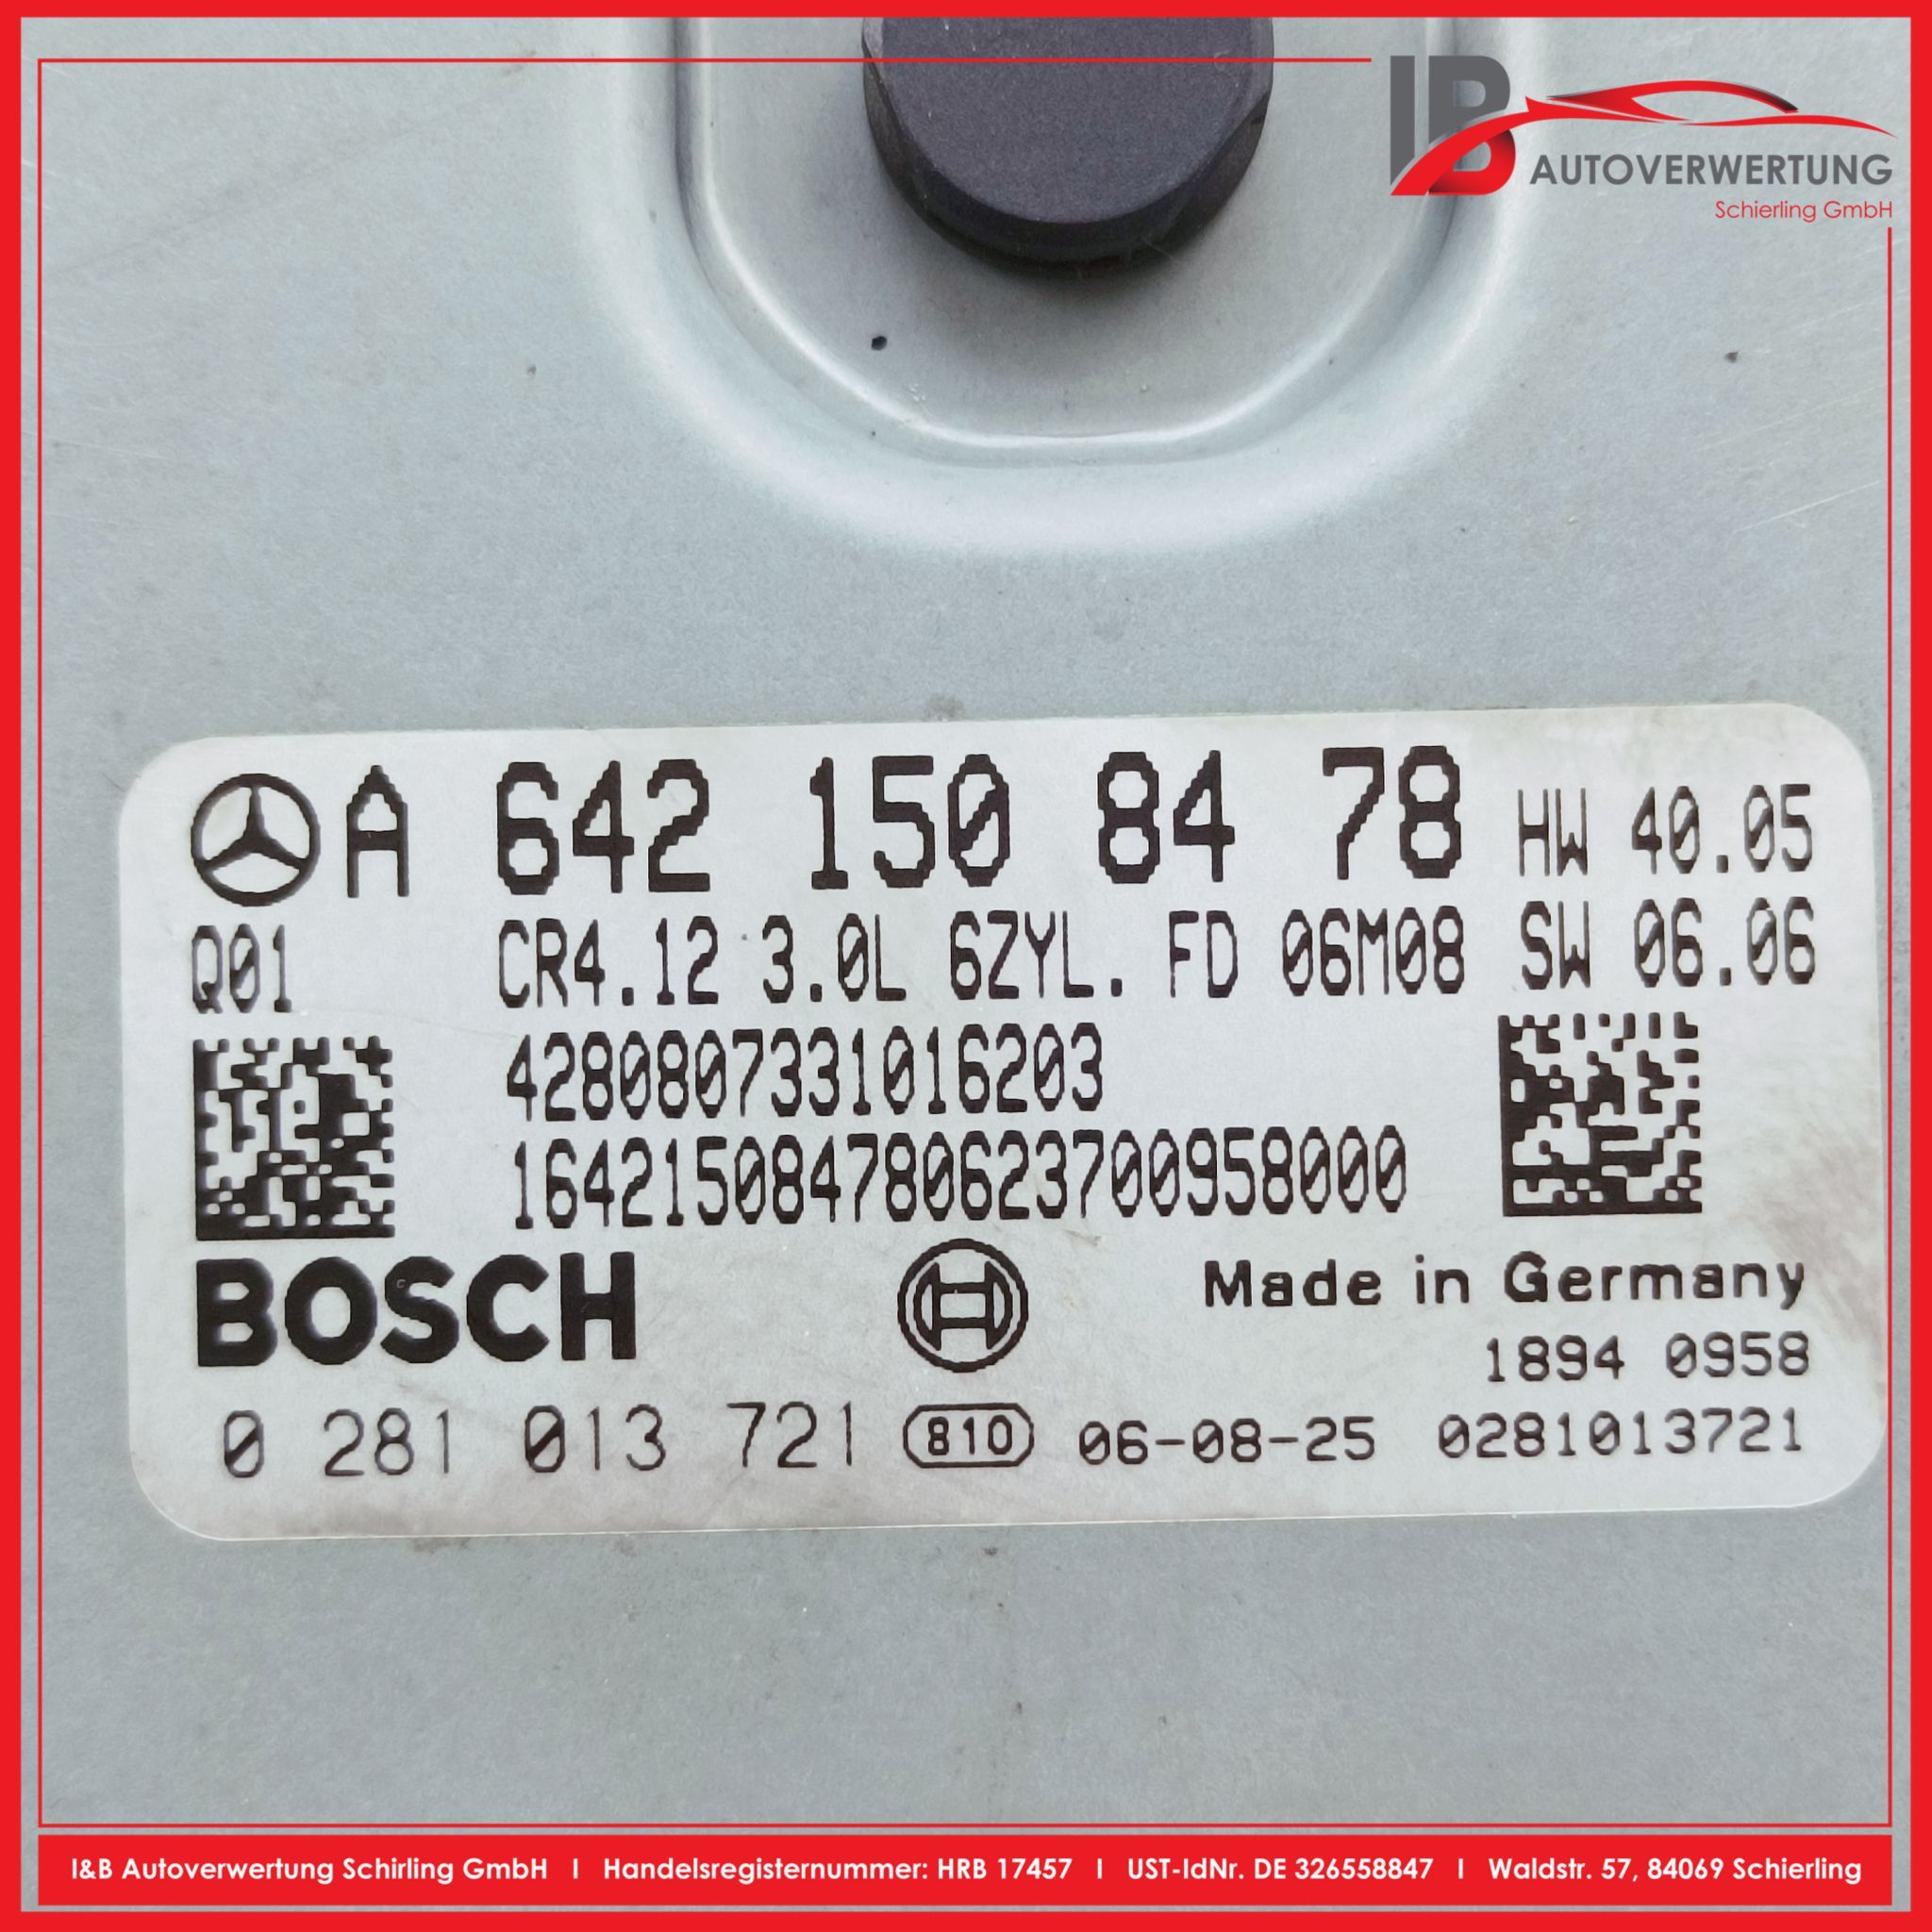 IB AUTOVERWERTUNG
Schierling GmbH
A 642 150 84 78 HW 40.05
Q01 CR4.12 3.0L 6ZYL. FD 06M08 SW 06.06
4280807331016203
164215084780623700958000
BOSCH Made in Germany
1894 0958
0 281 013 721 810 06-08-25 0281013721
I&B Autoverwertung Schirling GmbH I Handelsregisternummer: HRB 17457 I UST-IdNr. DE 326558847 I Waldstr. 57, 84069 Schierling